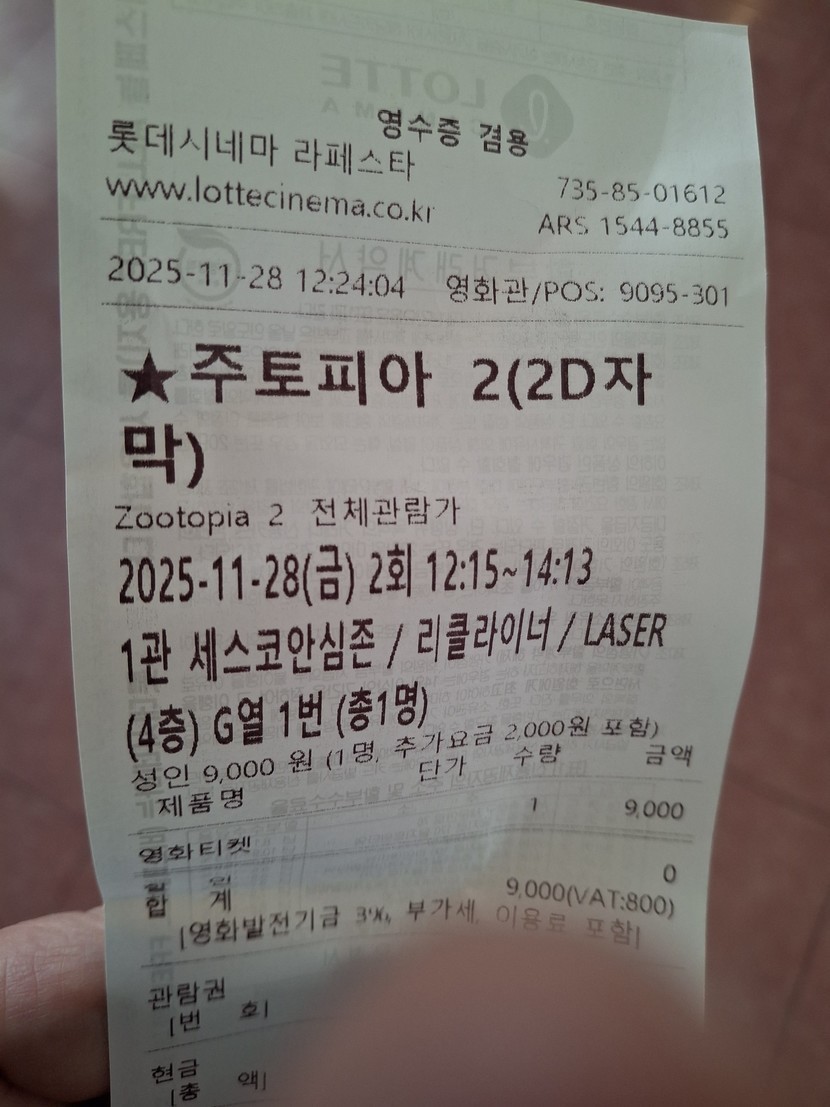 영수증 겸용
롯데시네마 라페스타
www.lottecinema.co.kr 735-85-01612
ARS 1544-8855
2025-11-28 12:24:04 영화관/POS: 9095-301
★주토피아 2(2D자
막)
Zootopia 2 전체관람가
2025-11-28(금) 2회 12:15~14:13
1관 세스코안심존 / 리클라이너 / LASER
(4층) G열 1번 (총1명)
성인 9,000 원 (1명, 추가요금 2,000원 포함)
제품명 단가 수량 금액
1 9,000
영화티켓
0
합 계 9,000(VAT:800)
[영화발전기금 3%, 부가세, 이용료 포함]
관람권
[번 호]
현금
[총 액]